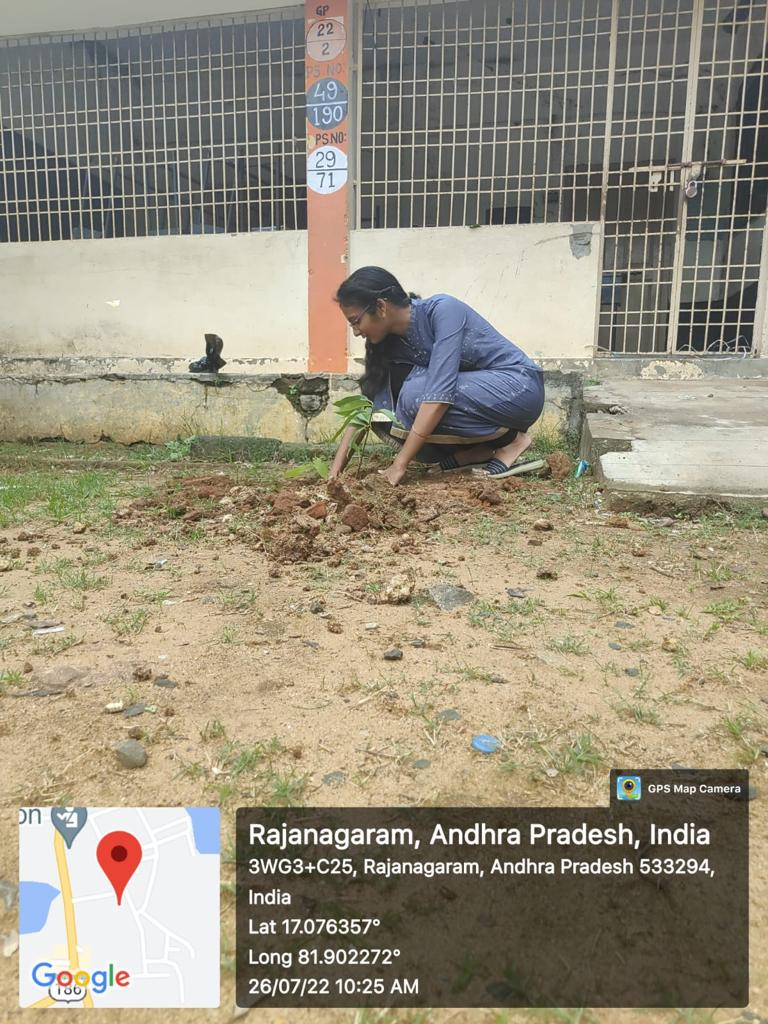 GP
22
2
PS.NO.
49
190
PS.NO:
29
71
GPS Map Camera
Rajanagaram, Andhra Pradesh, India
3WG3+C25, Rajanagaram, Andhra Pradesh 533294,
India
Lat 17.076357°
Long 81.902272°
26/07/22 10:25 AM
on
Google